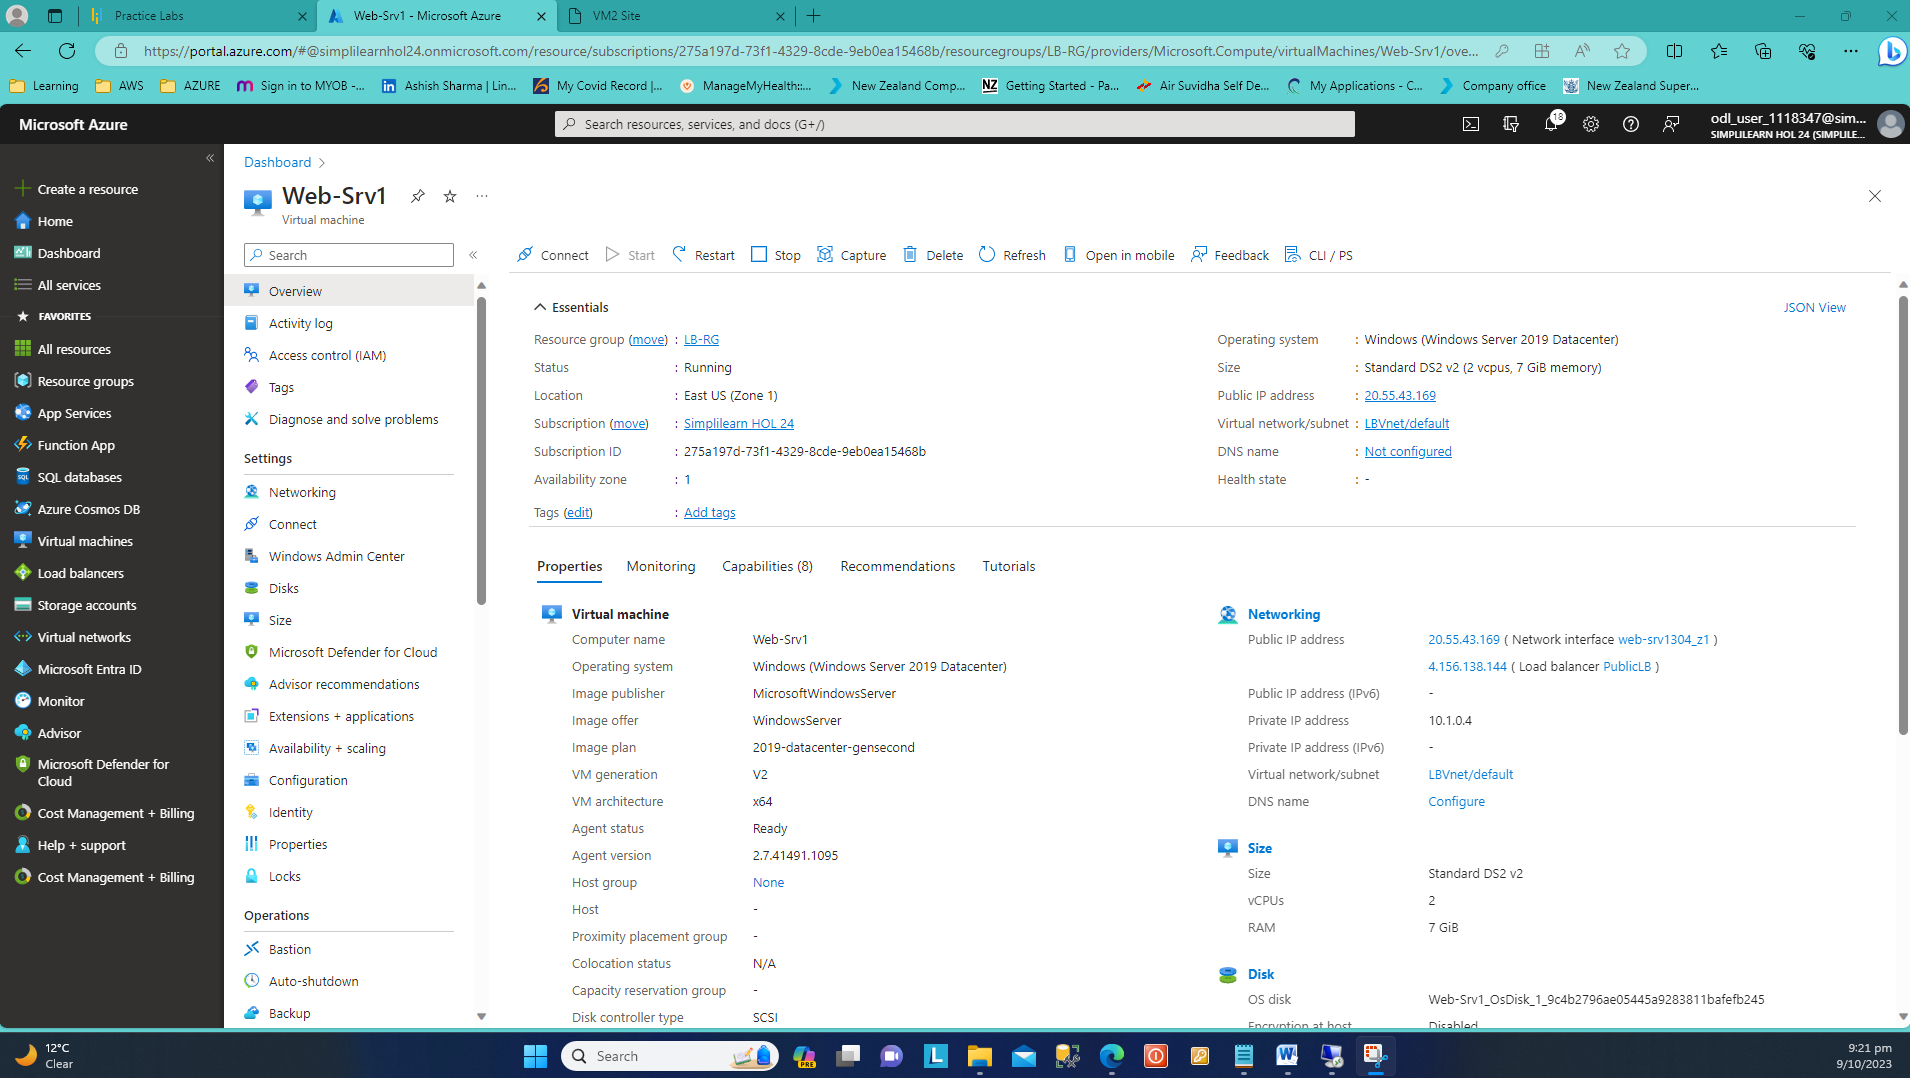 Practice Labs
Web-Srv1 - Microsoft Azure
VM2 Site
https://portal.azure.com/#@simplilearnhol24.onmicrosoft.com/resource/subscriptions/275a197d-73f1-4329-8cde-9eb0ea15468b/resourcegroups/LB-RG/providers/Microsoft.Compute/virtualMachines/Web-Srv1/ove...
Learning
AWS
AZURE
Sign in to MYOB -...
Ashish Sharma | Lin...
My Covid Record |...
ManageMyHealth::...
New Zealand Comp...
Getting Started - Pa...
Air Suvidha Self De...
My Applications - C...
Company office
New Zealand Super...
Microsoft Azure
Search resources, services, and docs (G+/)
18
odl_user_1118347@sim...
SIMPLILEARN HOL 24 (SIMPLILE...
Create a resource
Home
Dashboard
All services
FAVORITES
All resources
Resource groups
App Services
Function App
SQL databases
Azure Cosmos DB
Virtual machines
Load balancers
Storage accounts
Virtual networks
Microsoft Entra ID
Monitor
Advisor
Microsoft Defender for
Cloud
Cost Management + Billing
Help + support
Cost Management + Billing
Dashboard
Web-Srv1
Virtual machine
Search
Overview
Activity log
Access control (IAM)
Tags
Diagnose and solve problems
Settings
Networking
Connect
Windows Admin Center
Disks
Size
Microsoft Defender for Cloud
Advisor recommendations
Extensions + applications
Availability + scaling
Configuration
Identity
Properties
Locks
Operations
Bastion
Auto-shutdown
Backup
Connect
Start
Restart
Stop
Capture
Delete
Refresh
Open in mobile
Feedback
CLI / PS
Essentials
JSON View
Resource group (move) : LB-RG
Status : Running
Location : East US (Zone 1)
Subscription (move) : Simplilearn HOL 24
Subscription ID : 275a197d-73f1-4329-8cde-9eb0ea15468b
Availability zone : 1
Operating system : Windows (Windows Server 2019 Datacenter)
Size : Standard DS2 v2 (2 vcpus, 7 GiB memory)
Public IP address : 20.55.43.169
Virtual network/subnet : LBVnet/default
DNS name : Not configured
Health state : -
Tags (edit) : Add tags
Properties
Monitoring
Capabilities (8)
Recommendations
Tutorials
Virtual machine
Computer name Web-Srv1
Operating system Windows (Windows Server 2019 Datacenter)
Image publisher MicrosoftWindowsServer
Image offer WindowsServer
Image plan 2019-datacenter-gensecond
VM generation V2
VM architecture x64
Agent status Ready
Agent version 2.7.41491.1095
Host group None
Host -
Proximity placement group -
Colocation status N/A
Capacity reservation group -
Disk controller type SCSI
Networking
Public IP address 20.55.43.169 ( Network interface web-srv1304_z1 )
4.156.138.144 ( Load balancer PublicLB )
Public IP address (IPv6) -
Private IP address 10.1.0.4
Private IP address (IPv6) -
Virtual network/subnet LBVnet/default
DNS name Configure
Size
Size Standard DS2 v2
vCPUs 2
RAM 7 GiB
Disk
OS disk Web-Srv1_OsDisk_1_9c4b2796ae05445a9283811bafefb245
Encryption at host Disabled
12°C
Clear
Search
PRE
9:21 pm
9/10/2023